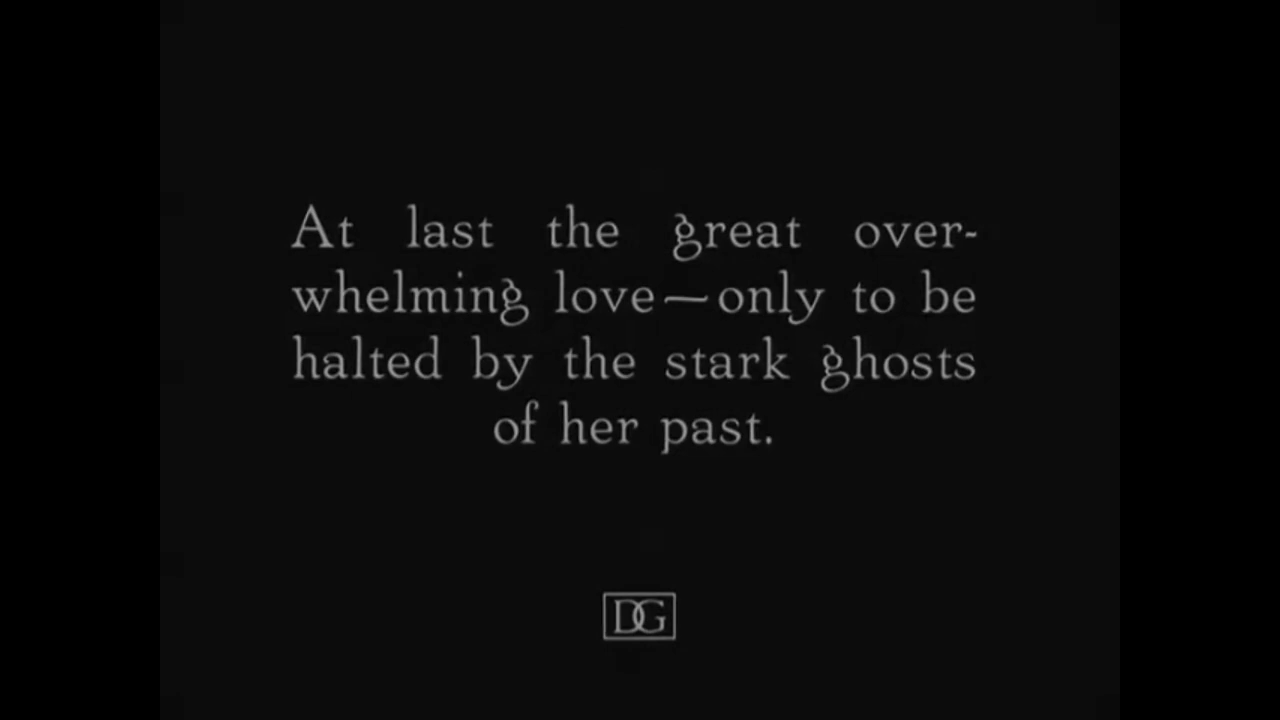 At last the great over-
whelming love—only to be
halted by the stark ghosts
of her past.
DG